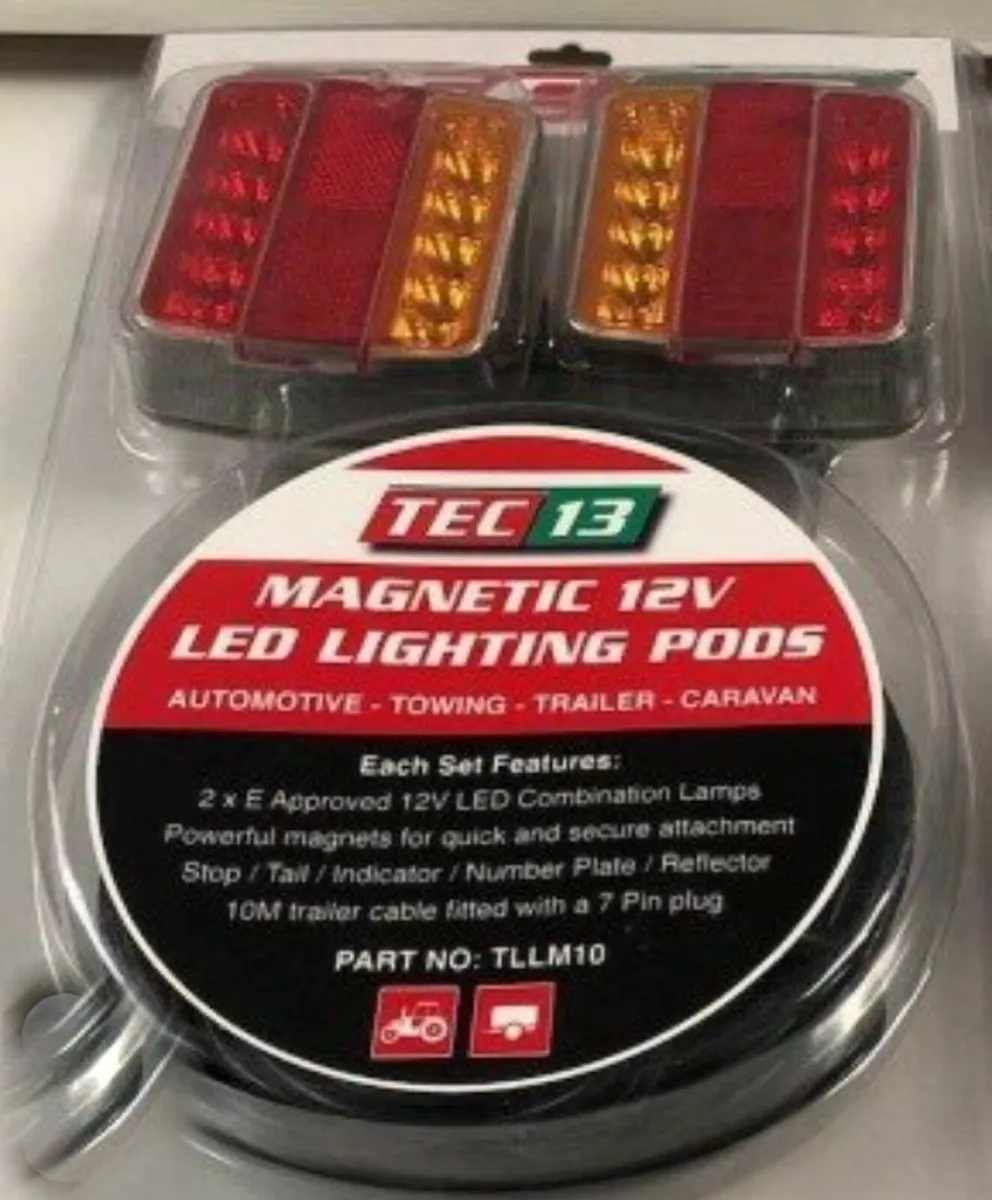 TEC 13
MAGNETIC 12V
LED LIGHTING PODS
AUTOMOTIVE - TOWING - TRAILER - CARAVAN
Each Set Features:
2 x E Approved 12V LED Combination Lamps
Powerful magnets for quick and secure attachment
Stop / Tail / Indicator / Number Plate / Reflector
10M trailer cable fitted with a 7 Pin plug
PART NO: TLLM10